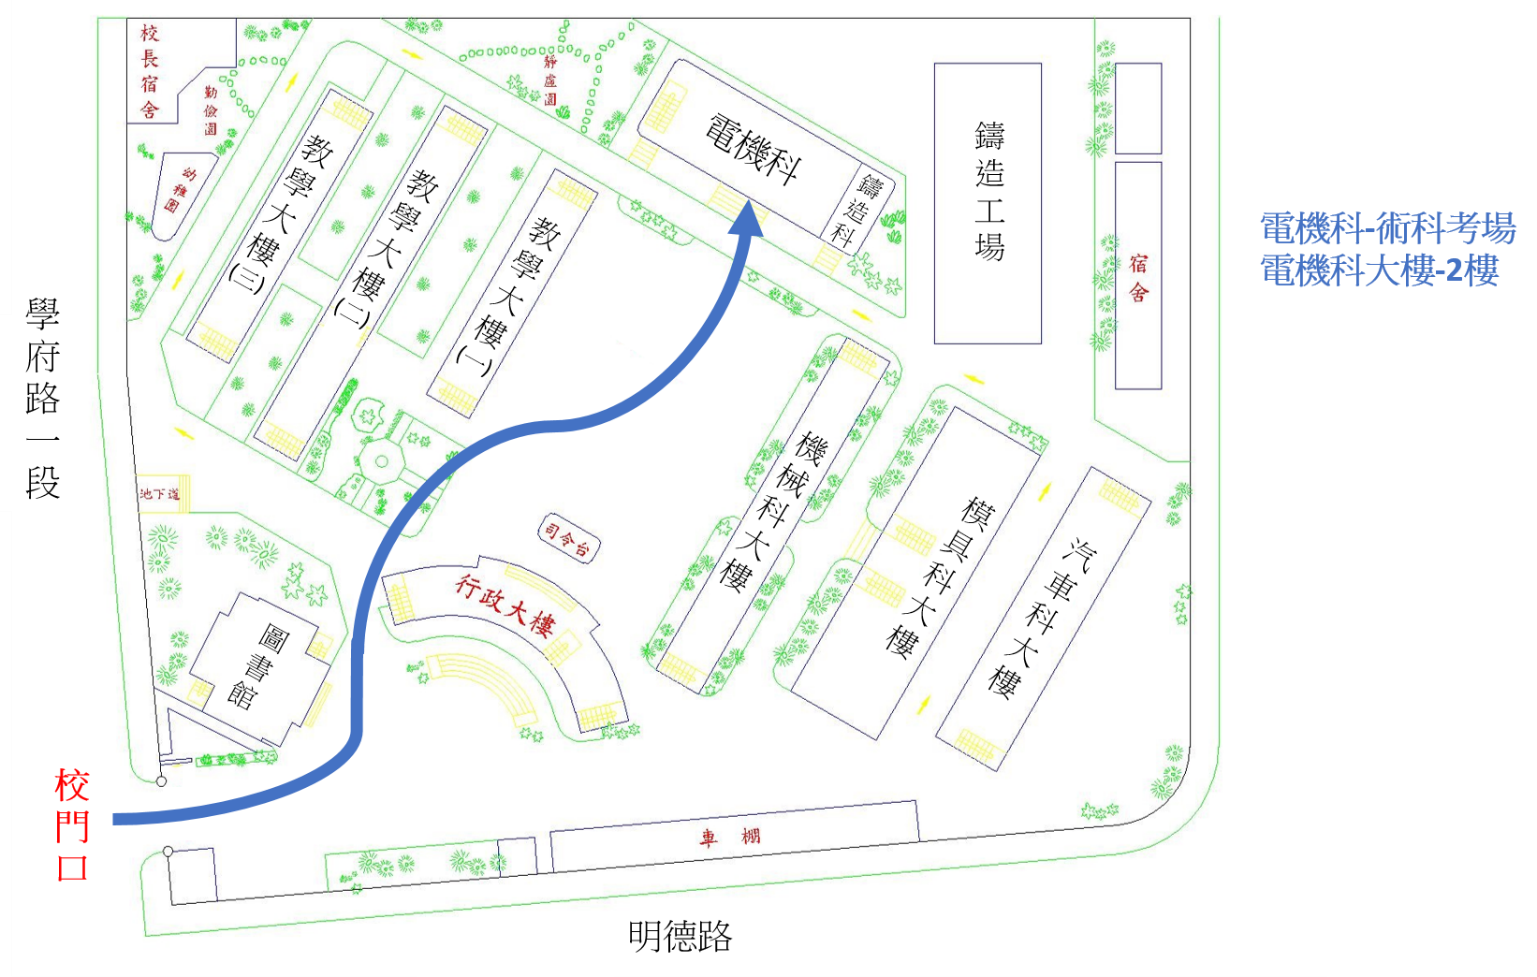 校長宿舍
勤儉園
幼稚園
靜盧園
教學大樓(三)
教學大樓(二)
教學大樓(一)
電機科
鑄造科
鑄造工場
宿舍
電機科-術科考場
電機科大樓-2樓
學府路一段
地下道
司令台
行政大樓
圖書館
機械科大樓
模具科大樓
汽車科大樓
校門口
車棚
明德路